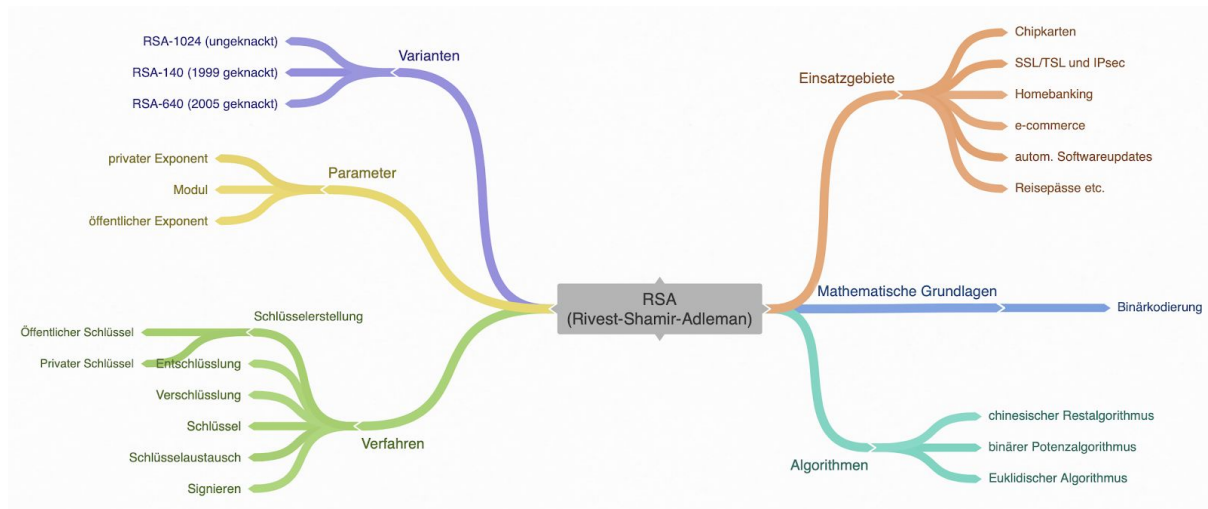 RSA
(Rivest-Shamir-Adleman)
Varianten
RSA-1024 (ungeknackt)
RSA-140 (1999 geknackt)
RSA-640 (2005 geknackt)
Parameter
privater Exponent
Modul
öffentlicher Exponent
Verfahren
Schlüsselerstellung
Öffentlicher Schlüssel
Privater Schlüssel
Entschlüsslung
Verschlüsslung
Schlüssel
Schlüsselaustausch
Signieren
Einsatzgebiete
Chipkarten
SSL/TSL und IPsec
Homebanking
e-commerce
autom. Softwareupdates
Reisepässe etc.
Mathematische Grundlagen
Binärkodierung
Algorithmen
chinesischer Restalgorithmus
binärer Potenzalgorithmus
Euklidischer Algorithmus